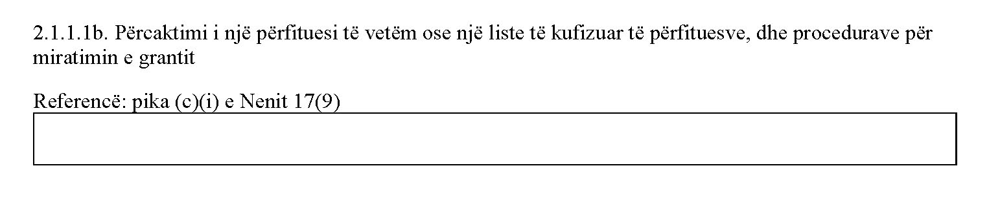 2.1.1.1b. Përcaktimi i një përfituesi të vetëm ose një liste të kufizuar të përfituesve, dhe procedurave për
miratimin e grantit
Referencë: pika (c)(i) e Nenit 17(9)